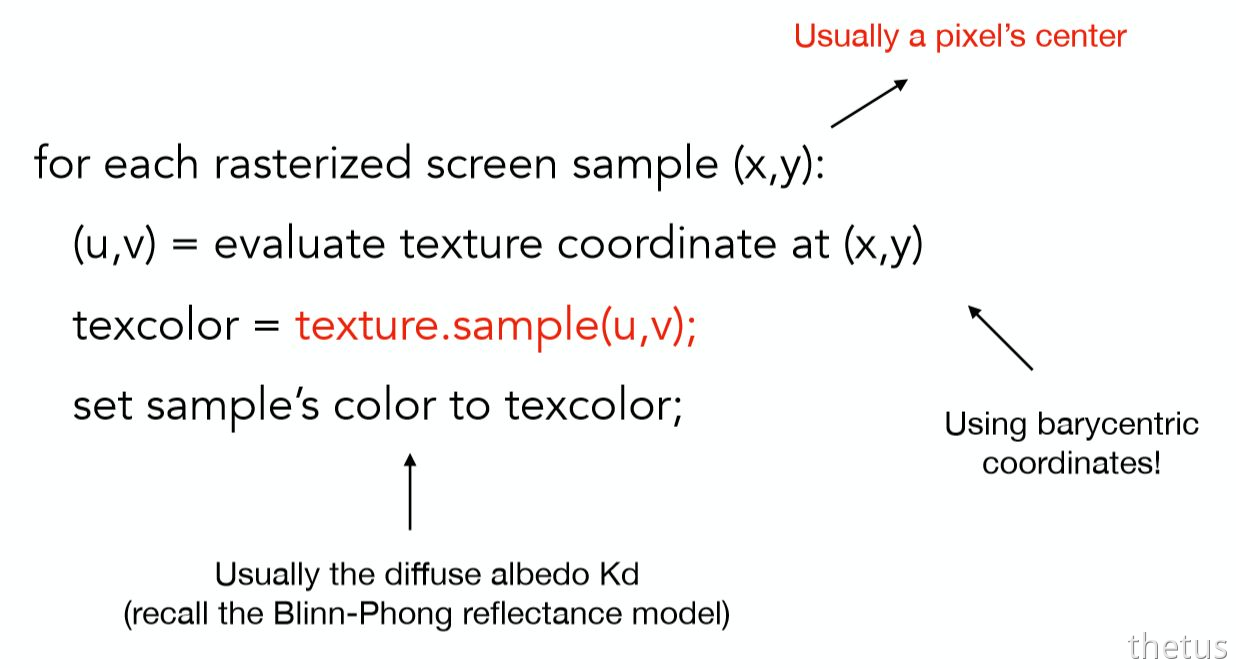 Usually a pixel's center
for each rasterized screen sample (x,y):
(u,v) = evaluate texture coordinate at (x,y)
texcolor = texture.sample(u,v);
set sample’s color to texcolor;
Using barycentric
coordinates!
Usually the diffuse albedo Kd
(recall the Blinn-Phong reflectance model)
thetus